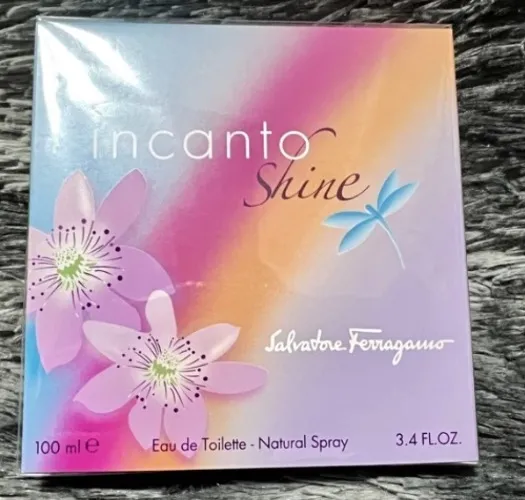 incanto
Shine
Salvatore Ferragamo
100 ml ℮ Eau de Toilette - Natural Spray 3.4 FL.OZ.